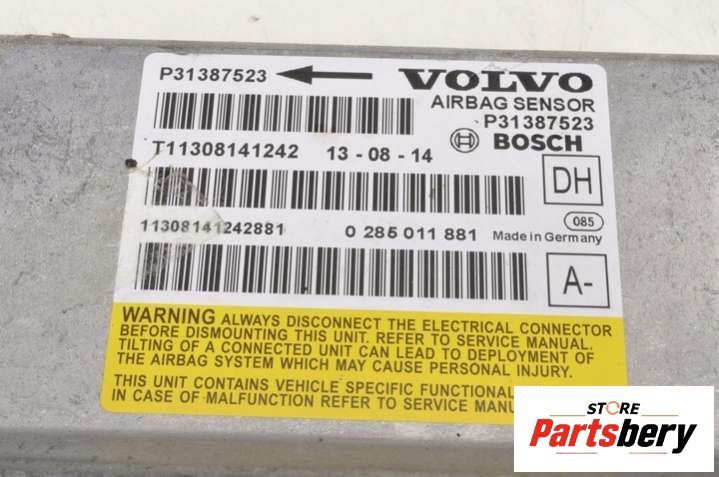 P31387523 VOLVO
AIRBAG SENSOR
P31387523
T11308141242 13 - 08 - 14 BOSCH
DH
085
11308141242881 0 285 011 881 Made in Germany
A-
WARNING ALWAYS DISCONNECT THE ELECTRICAL CONNECTOR
BEFORE DISMOUNTING THIS UNIT. REFER TO SERVICE MANUAL.
TILTING OF A CONNECTED UNIT CAN LEAD TO DEPLOYMENT OF
THE AIRBAG SYSTEM WHICH MAY CAUSE PERSONAL INJURY.
THIS UNIT CONTAINS VEHICLE SPECIFIC FUNCTIONAL
IN CASE OF MALFUNCTION REFER TO SERVICE
STORE
Partsbery